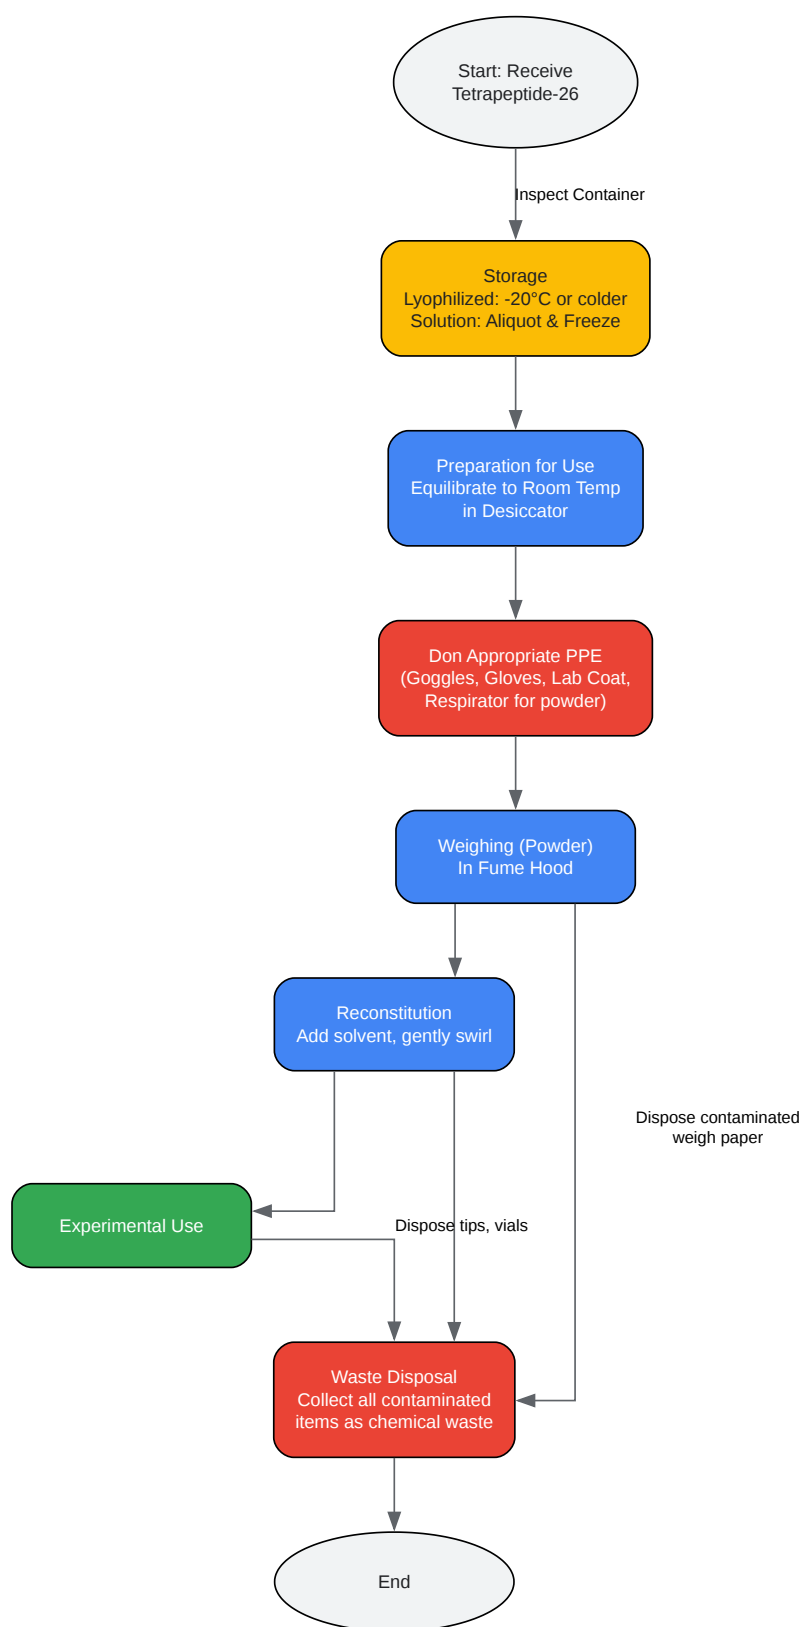 Start: Receive
Tetrapeptide-26
Inspect Container
Storage
Lyophilized: -20°C or colder
Solution: Aliquot & Freeze
Preparation for Use
Equilibrate to Room Temp
in Desiccator
Don Appropriate PPE
(Goggles, Gloves, Lab Coat,
Respirator for powder)
Weighing (Powder)
In Fume Hood
Reconstitution
Add solvent, gently swirl
Dispose contaminated
weigh paper
Experimental Use
Dispose tips, vials
Waste Disposal
Collect all contaminated
items as chemical waste
End